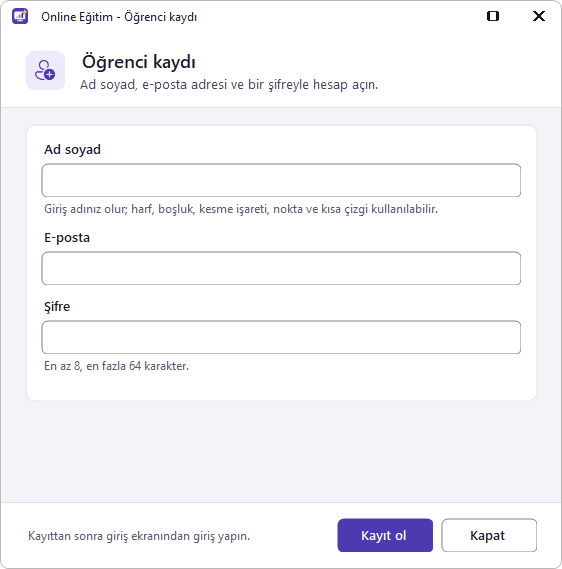 Online Eğitim - Öğrenci kaydı
Öğrenci kaydı
Ad soyad, e-posta adresi ve bir şifreyle hesap açın.
Ad soyad
Giriş adınız olur; harf, boşluk, kesme işareti, nokta ve kısa çizgi kullanılabilir.
E-posta
Şifre
En az 8, en fazla 64 karakter.
Kayıttan sonra giriş ekranından giriş yapın.
Kayıt ol
Kapat